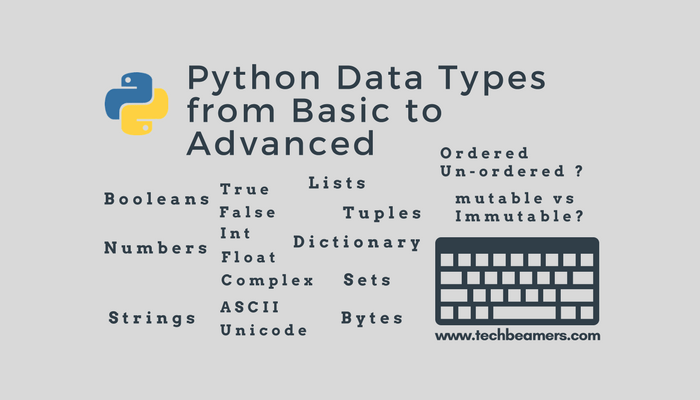 Python Data Types
from Basic to
Advanced
Ordered
Un-ordered ?
mutable vs
Immutable?
Booleans
True
False
Numbers
Int
Float
Complex
Strings
ASCII
Unicode
Lists
Tuples
Dictionary
Sets
Bytes
www.techbeamers.com